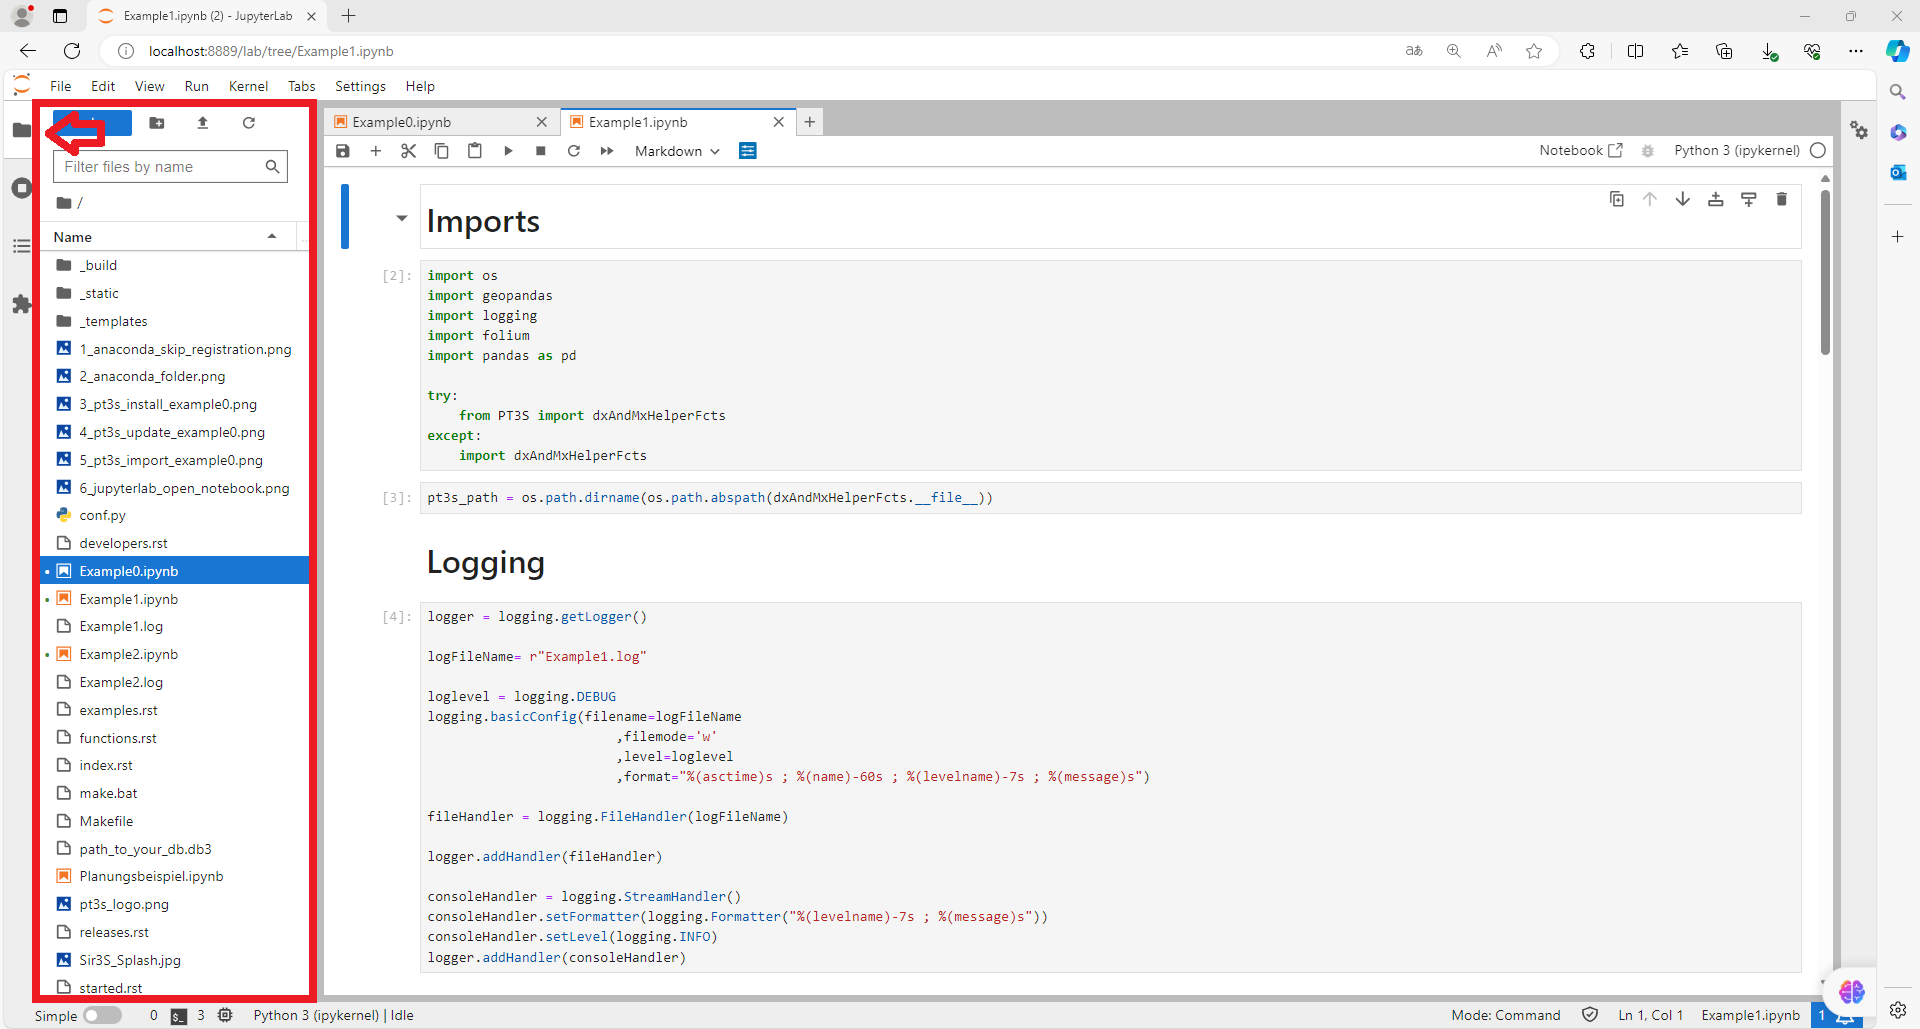 Example1.ipynb (2) - JupyterLab
localhost:8889/lab/tree/Example1.ipynb
File Edit View Run Kernel Tabs Settings Help
Filter files by name
/
Name
_build
_static
_templates
1_anaconda_skip_registration.png
2_anaconda_folder.png
3_pt3s_install_example0.png
4_pt3s_update_example0.png
5_pt3s_import_example0.png
6_jupyterlab_open_notebook.png
conf.py
developers.rst
Example0.ipynb
Example1.ipynb
Example1.log
Example2.ipynb
Example2.log
examples.rst
functions.rst
index.rst
make.bat
Makefile
path_to_your_db.db3
Planungsbeispiel.ipynb
pt3s_logo.png
releases.rst
Sir3S_Splash.jpg
started.rst
Example0.ipynb Example1.ipynb
Markdown Notebook Python 3 (ipykernel)
Imports
[2]: import os
import geopandas
import logging
import folium
import pandas as pd
try:
    from PT3S import dxAndMxHelperFcts
except:
    import dxAndMxHelperFcts
[3]: pt3s_path = os.path.dirname(os.path.abspath(dxAndMxHelperFcts.__file__))
Logging
[4]: logger = logging.getLogger()
logFileName= r"Example1.log"
loglevel = logging.DEBUG
logging.basicConfig(filename=logFileName
                        ,filemode='w'
                        ,level=loglevel
                        ,format="%(asctime)s ; %(name)-60s ; %(levelname)-7s ; %(message)s")
fileHandler = logging.FileHandler(logFileName)
logger.addHandler(fileHandler)
consoleHandler = logging.StreamHandler()
consoleHandler.setFormatter(logging.Formatter("%(levelname)-7s ; %(message)s"))
consoleHandler.setLevel(logging.INFO)
logger.addHandler(consoleHandler)
Simple 0 $_ 3 Python 3 (ipykernel) | Idle Mode: Command Ln 1, Col 1 Example1.ipynb 1